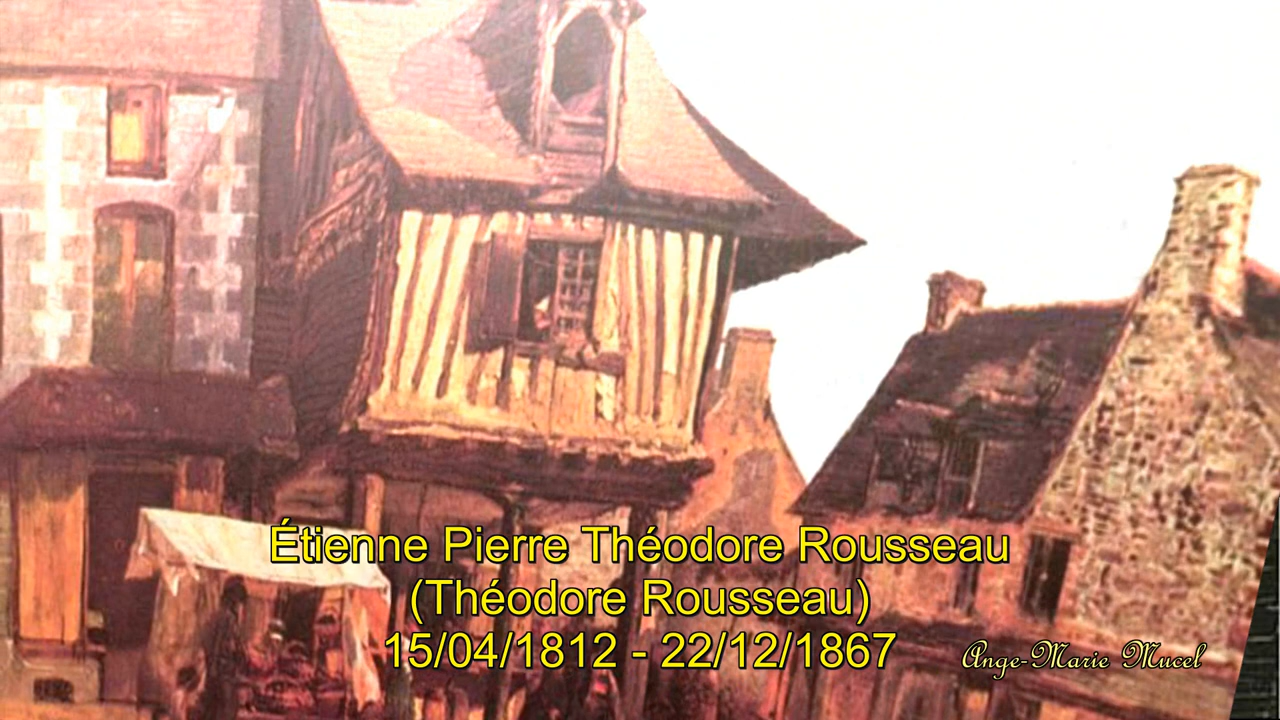 Étienne Pierre Théodore Rousseau
(Théodore Rousseau)
15/04/1812 - 22/12/1867
Ange-Marie Mucel